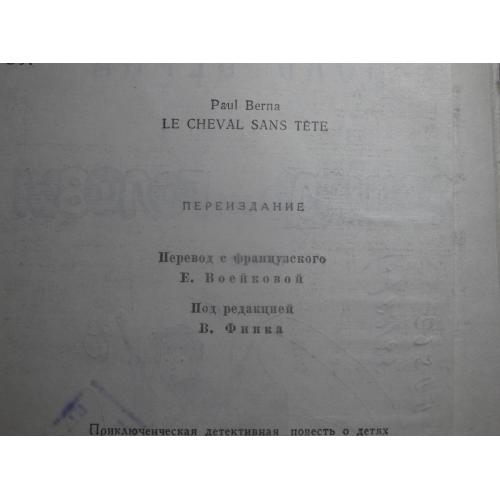 Paul Berna
LE CHEVAL SANS TÊTE
ПЕРЕИЗДАНИЕ
Перевод с французского
Е. Воейковой
Под редакцией
В. Финка
Приключенческая детективная повесть о детях